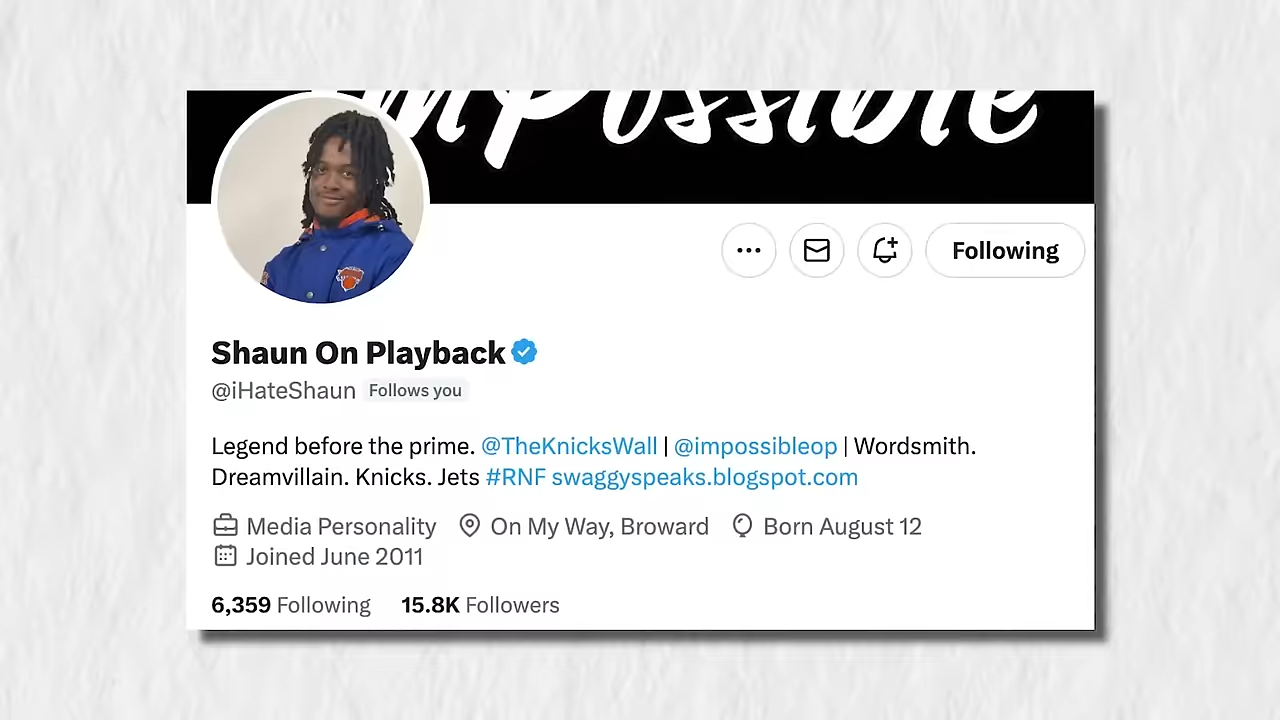 ImPossible
Following
Shaun On Playback
@iHateShaun Follows you
Legend before the prime. @TheKnicksWall | @impossibleop | Wordsmith.
Dreamvillain. Knicks. Jets #RNF swaggyspeaks.blogspot.com
Media Personality On My Way, Broward Born August 12
Joined June 2011
6,359 Following 15.8K Followers